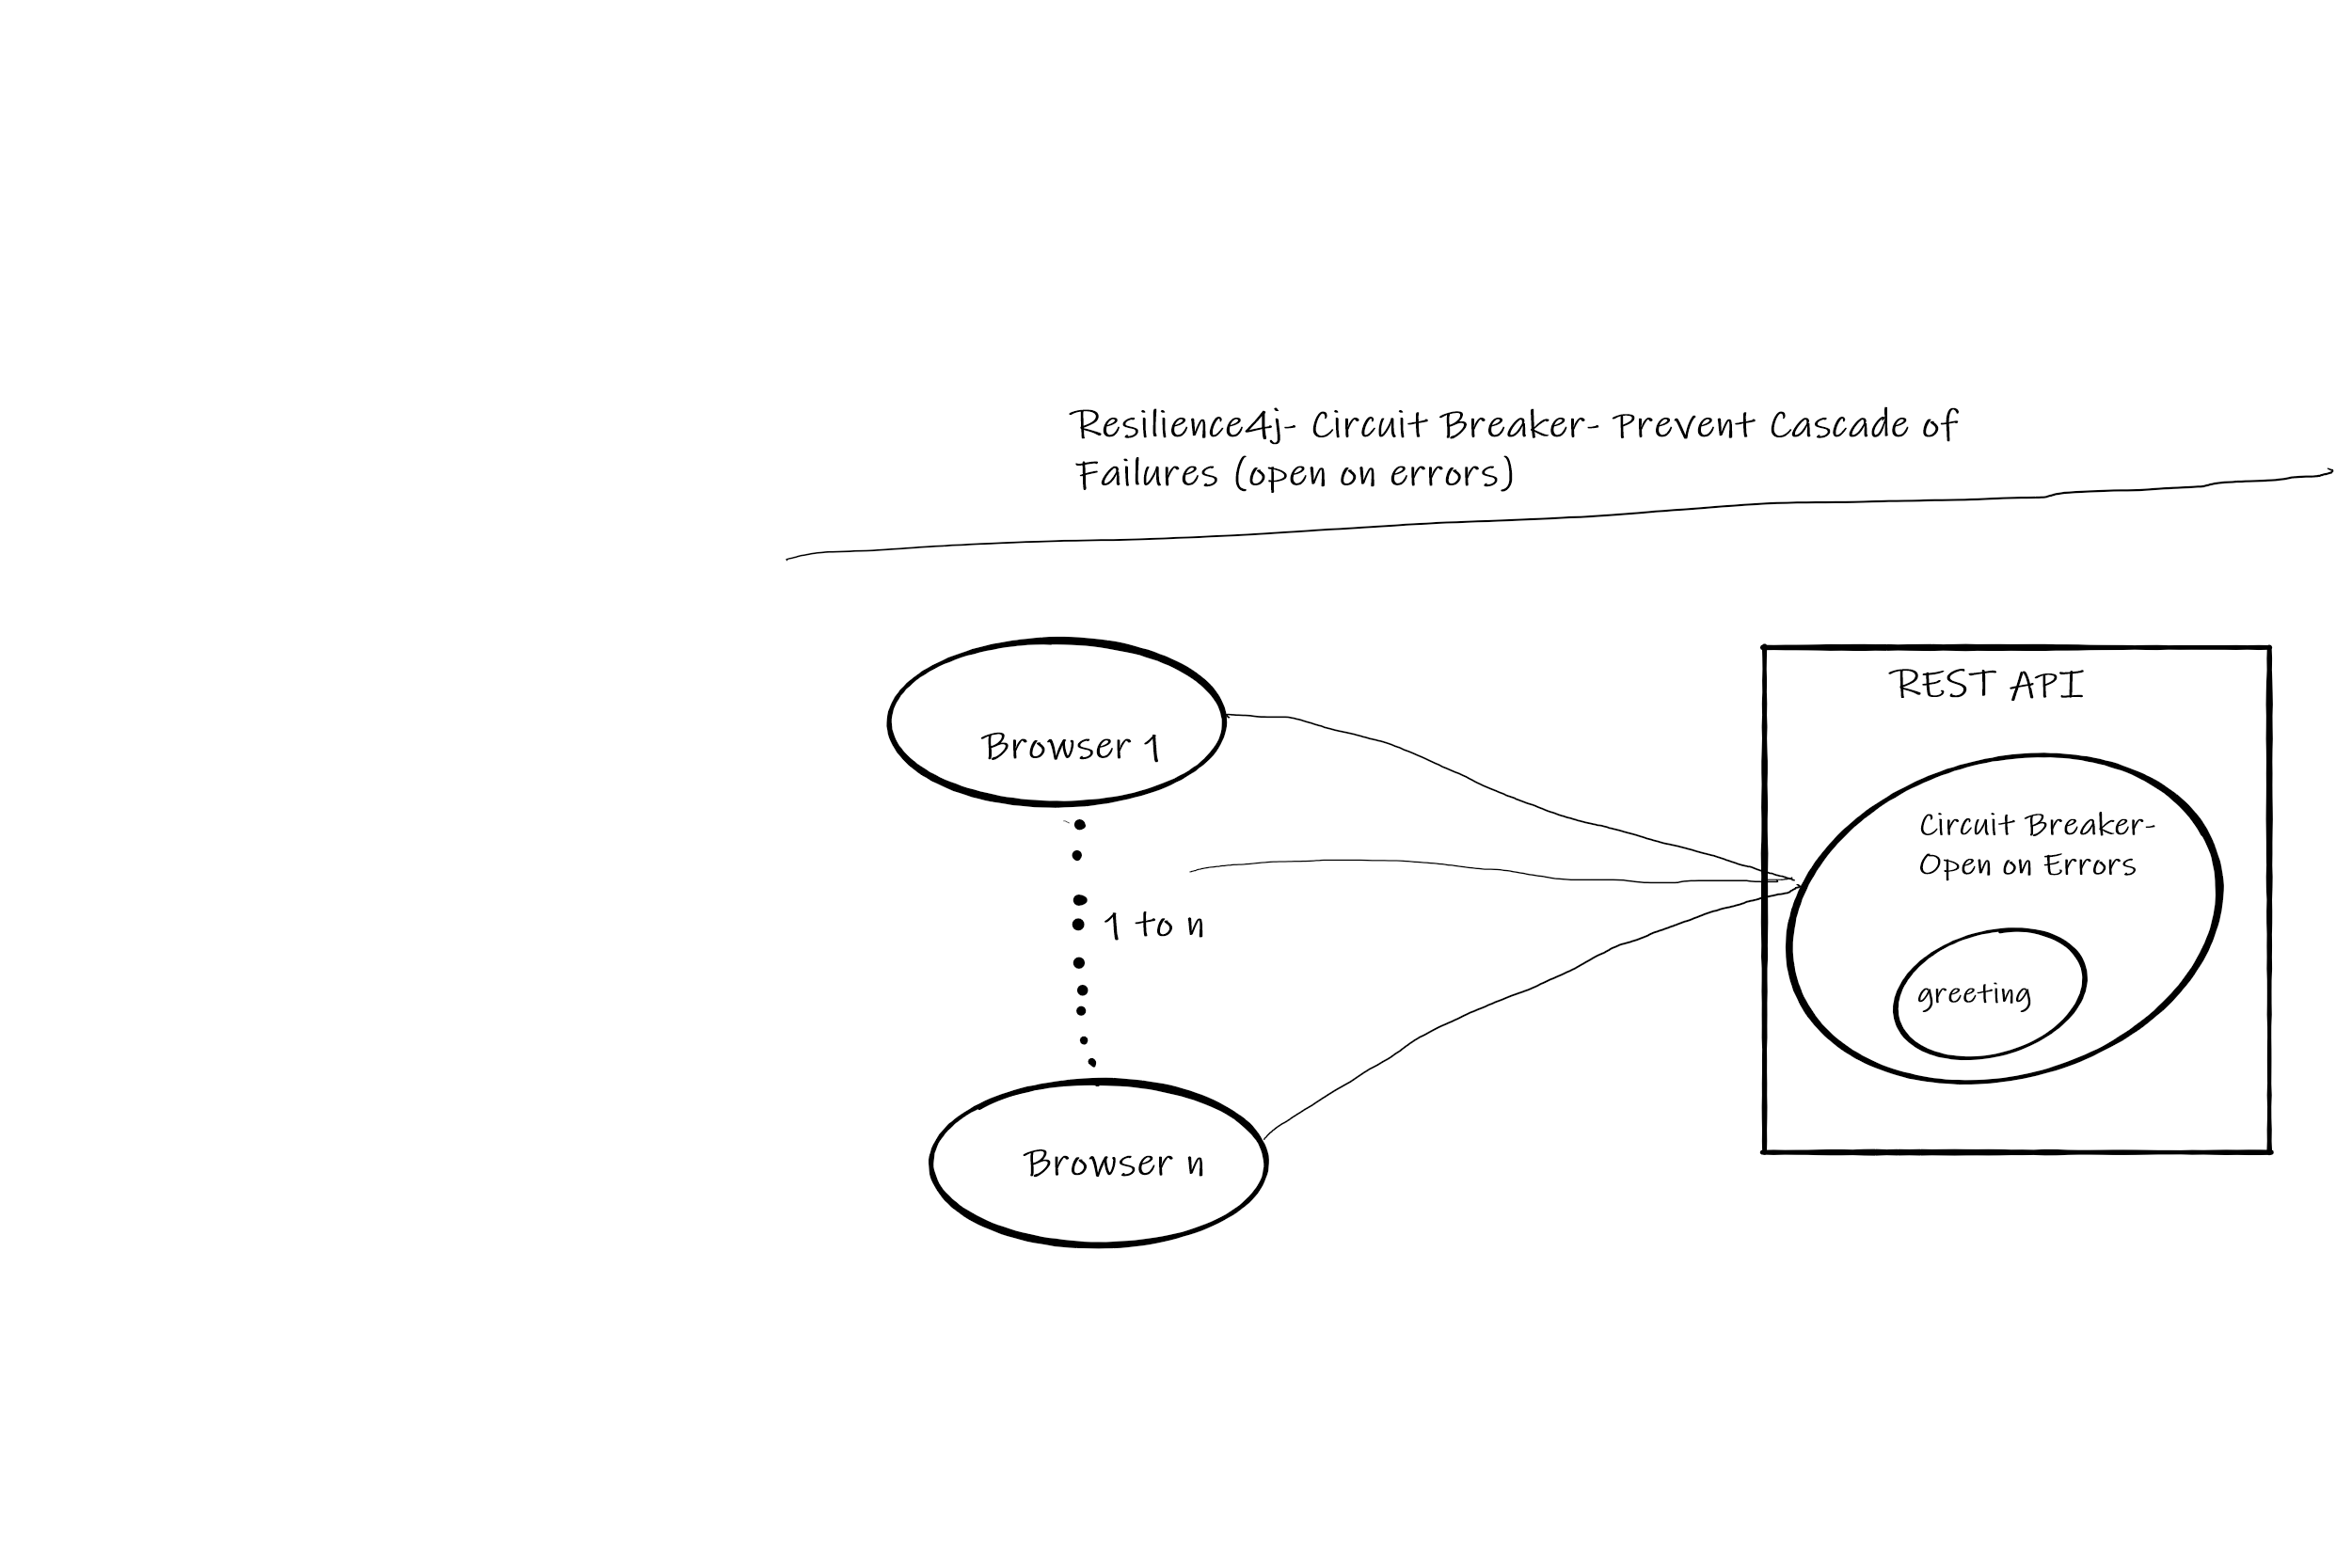 Resilience4j- Circuit Breaker- Prevent Cascade of
Failures (open on errors)
REST API
Browser 1
Circuit Breaker-
Open on Errors
1 to n
greeting
Browser n